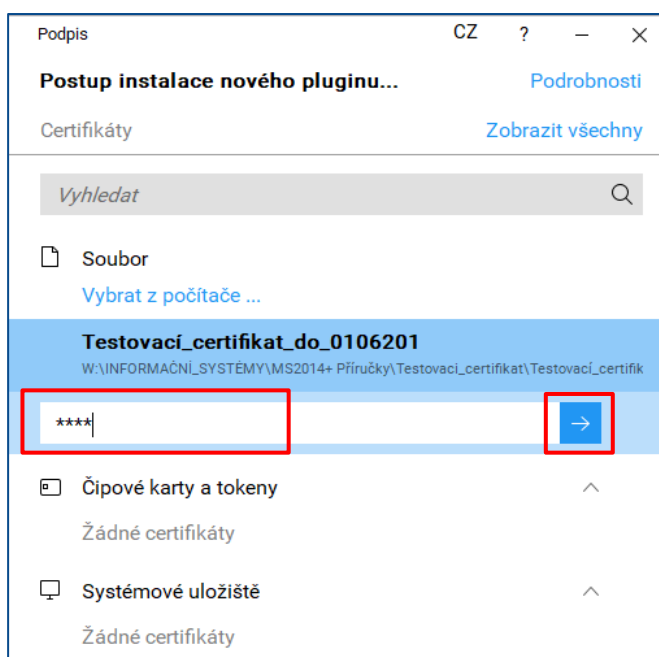 Podpis CZ ? 
Postup instalace nového pluginu... Podrobnosti
Certifikáty Zobrazit všechny
Vyhledat
Soubor
Vybrat z počítače ...
Testovací_certifikat_do_0106201
W:\INFORMAČNÍ_SYSTÉMY\MS2014+ Příručky\Testovaci_certifikat\Testovací_certifik
****
Čipové karty a tokeny
Žádné certifikáty
Systémové uložiště
Žádné certifikáty